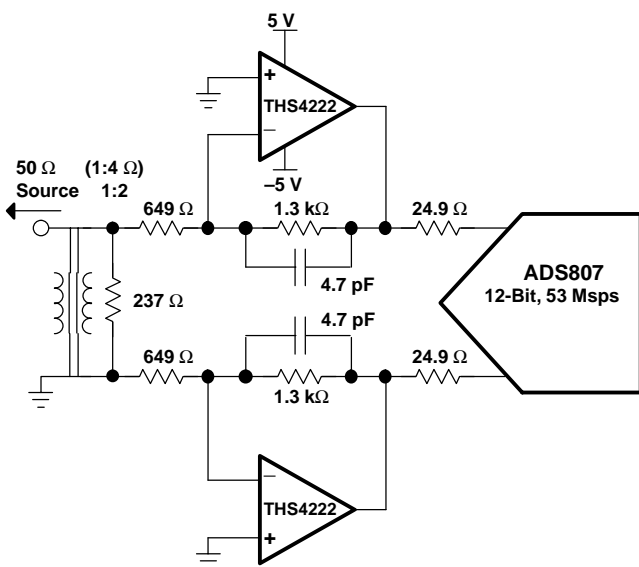 5 V
+
THS4222
−
−5 V
50 Ω
Source
(1:4 Ω)
1:2
649 Ω
1.3 kΩ
24.9 Ω
4.7 pF
237 Ω
ADS807
12-Bit, 53 Msps
4.7 pF
649 Ω
1.3 kΩ
24.9 Ω
−
THS4222
+